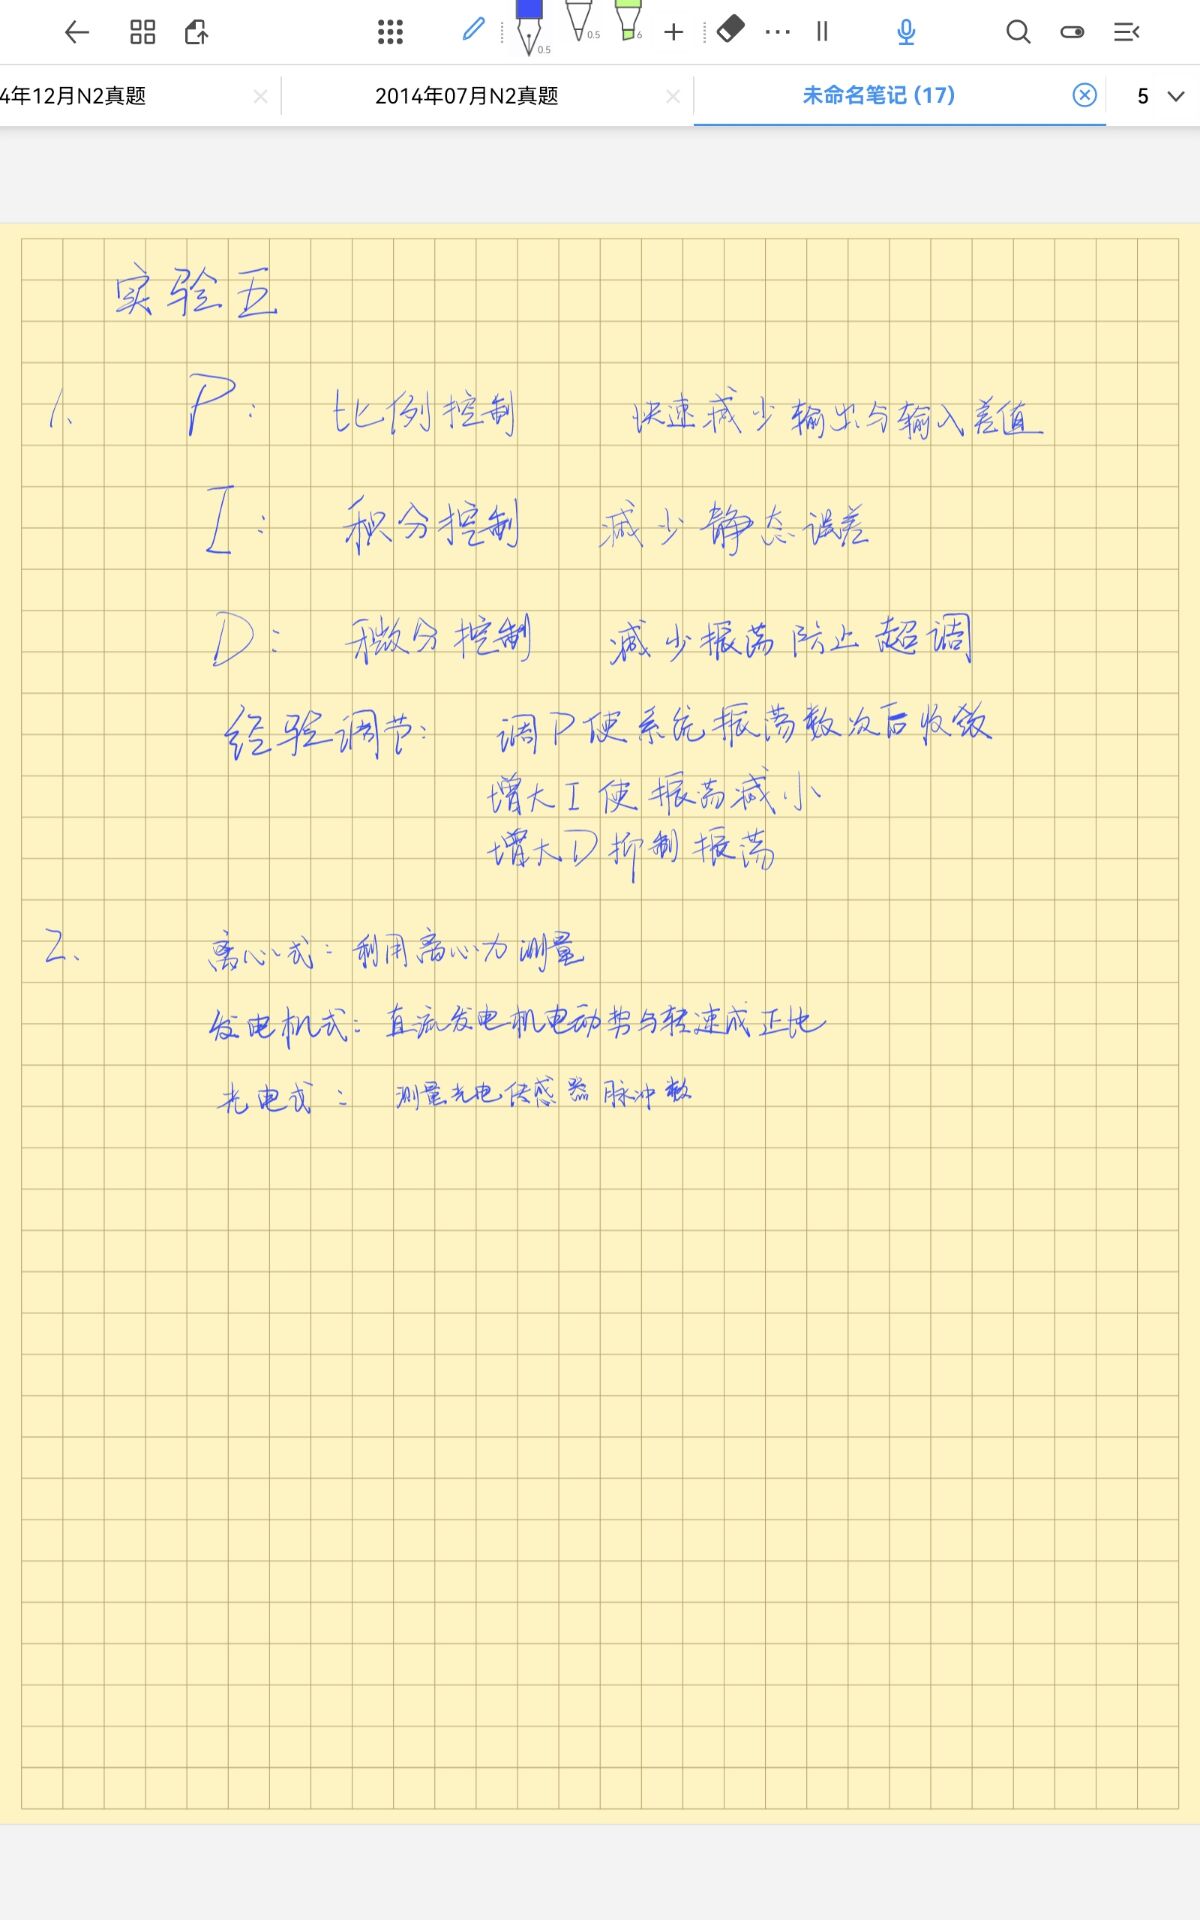 0.5
0.5
6
4年12月N2真题
2014年07月N2真题
未命名笔记 (17)
5
实验五
1. P: 比例控制 快速减少输出与输入差值
I: 积分控制 减少静态误差
D: 微分控制 减少振荡防止超调
经验调节: 调P使系统振荡数次后收敛
增大I使振荡减小
增大D抑制振荡
2. 离心式: 利用离心力测量
发电机式: 直流发电机电动势与转速成正比
光电式: 测量光电传感器脉冲数